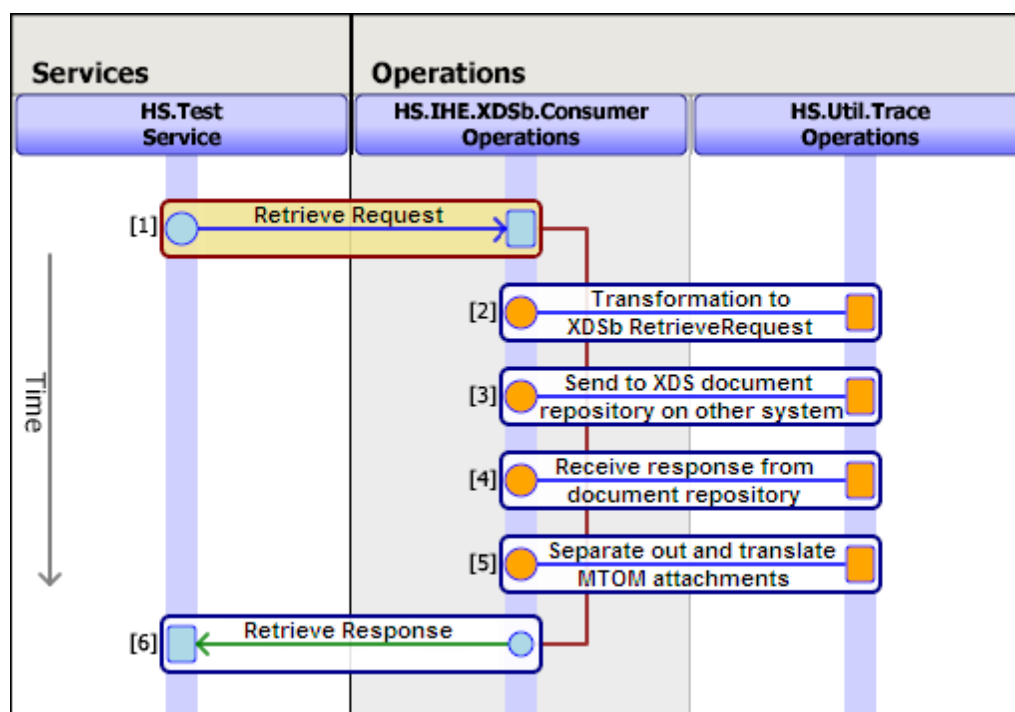 Services
Operations
HS.Test
Service
HS.IHE.XDSb.Consumer
Operations
HS.Util.Trace
Operations
[1]
Retrieve Request
[2]
Transformation to
XDSb RetrieveRequest
[3]
Send to XDS document
repository on other system
Time
[4]
Receive response from
document repository
[5]
Separate out and translate
MTOM attachments
[6]
Retrieve Response